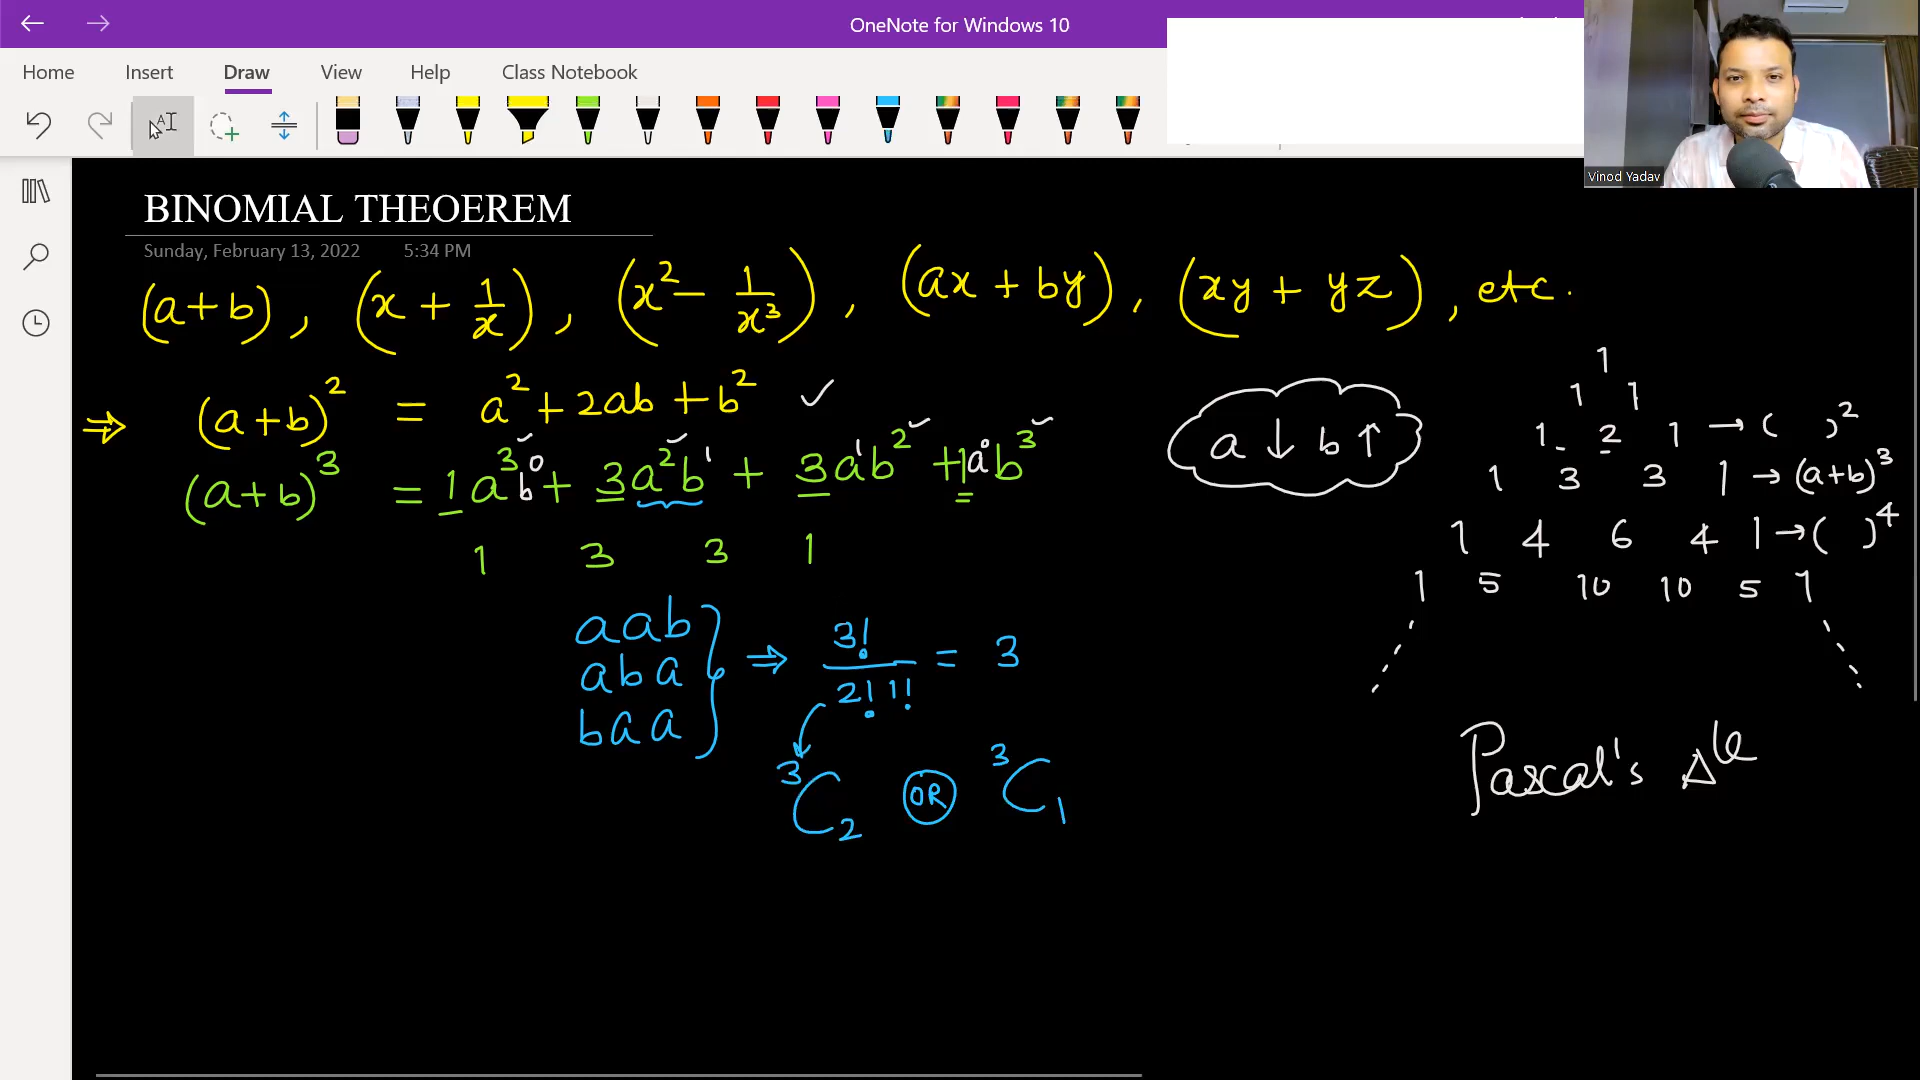 OneNote for Windows 10
Home Insert Draw View Help Class Notebook
Vinod Yadav
BINOMIAL THEOEREM
Sunday, February 13, 2022 5:34 PM
(a+b), (x + 1/x), (x² - 1/x³), (ax + by), (xy + yz), etc.
⇒ (a+b)² = a² + 2ab + b² ✓
(a+b)³ = 1a³b⁰ + 3a²b¹ + 3a¹b² + 1a⁰b³
1 3 3 1
aab
aba
baa
⇒ 3!/2!1! = 3
³C₂ OR ³C₁
a ↓ b ↑
1
1 1
1 2 1 → ( )²
1 3 3 1 → (a+b)³
1 4 6 4 1 → ( )⁴
1 5 10 10 5 1
Pascal's Δle